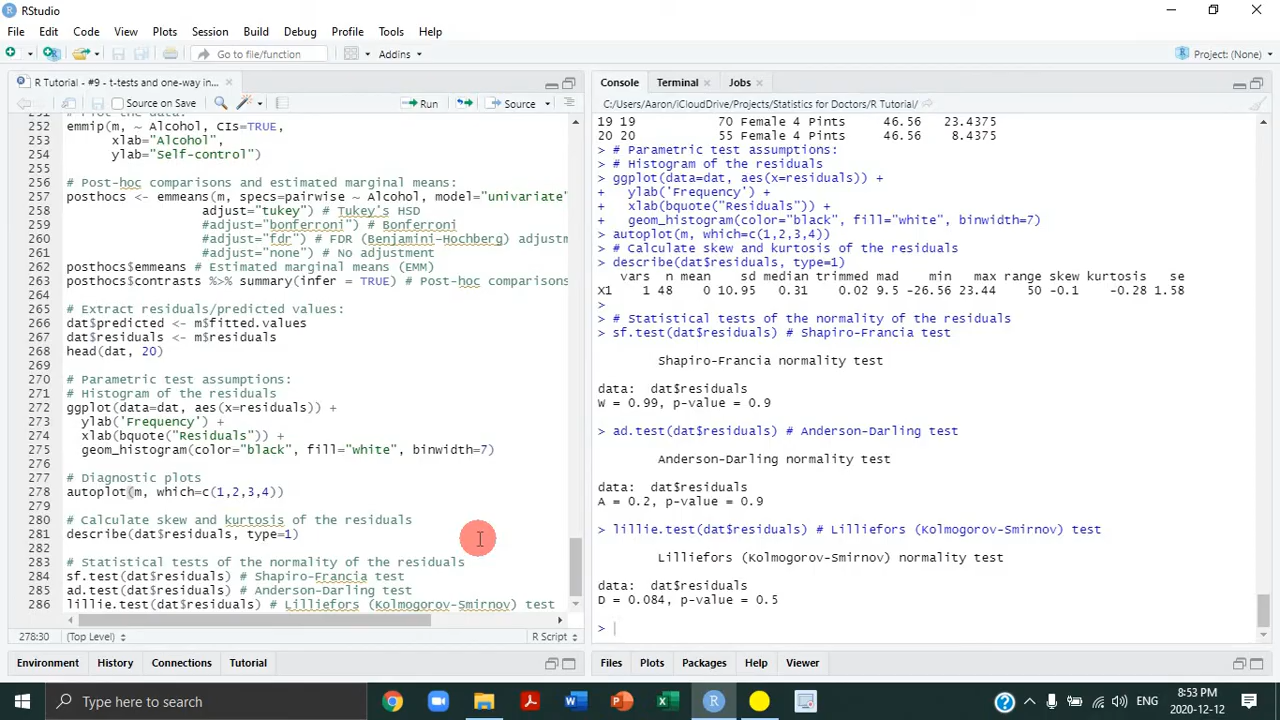 RStudio
File Edit Code View Plots Session Build Debug Profile Tools Help
Go to file/function Addins Project: (None)
R Tutorial - #9 - t-tests and one-way in...
Source on Save Run Source
252 emmip(m, ~ Alcohol, CIs=TRUE,
253 xlab="Alcohol",
254 ylab="Self-control")
255
256 # Post-hoc comparisons and estimated marginal means:
257 posthocs <- emmeans(m, specs=pairwise ~ Alcohol, model="univariate"
258 adjust="tukey") # Tukey's HSD
259 #adjust="bonferroni") # Bonferroni
260 #adjust="fdr") # FDR (Benjamini-Hochberg) adjustm
261 #adjust="none") # No adjustment
262 posthocs$emmeans # Estimated marginal means (EMM)
263 posthocs$contrasts %>% summary(infer = TRUE) # Post-hoc comparisons
264
265 # Extract residuals/predicted values:
266 dat$predicted <- m$fitted.values
267 dat$residuals <- m$residuals
268 head(dat, 20)
269
270 # Parametric test assumptions:
271 # Histogram of the residuals
272 ggplot(data=dat, aes(x=residuals)) +
273 ylab('Frequency') +
274 xlab(bquote("Residuals")) +
275 geom_histogram(color="black", fill="white", binwidth=7)
276
277 # Diagnostic plots
278 autoplot(m, which=c(1,2,3,4))
279
280 # Calculate skew and kurtosis of the residuals
281 describe(dat$residuals, type=1)
282
283 # Statistical tests of the normality of the residuals
284 sf.test(dat$residuals) # Shapiro-Francia test
285 ad.test(dat$residuals) # Anderson-Darling test
286 lillie.test(dat$residuals) # Lilliefors (Kolmogorov-Smirnov) test
278:30 (Top Level) R Script
Environment History Connections Tutorial
Console Terminal Jobs
C:/Users/Aaron/iCloudDrive/Projects/Statistics for Doctors/R Tutorial/
19 19 70 Female 4 Pints 46.56 23.4375
20 20 55 Female 4 Pints 46.56 8.4375
> # Parametric test assumptions:
> # Histogram of the residuals
> ggplot(data=dat, aes(x=residuals)) +
+ ylab('Frequency') +
+ xlab(bquote("Residuals")) +
+ geom_histogram(color="black", fill="white", binwidth=7)
> autoplot(m, which=c(1,2,3,4))
> # Calculate skew and kurtosis of the residuals
> describe(dat$residuals, type=1)
vars n mean sd median trimmed mad min max range skew kurtosis se
X1 1 48 0 10.95 0.31 0.02 9.5 -26.56 23.44 50 -0.1 -0.28 1.58
>
> # Statistical tests of the normality of the residuals
> sf.test(dat$residuals) # Shapiro-Francia test
Shapiro-Francia normality test
data: dat$residuals
W = 0.99, p-value = 0.9
> ad.test(dat$residuals) # Anderson-Darling test
Anderson-Darling normality test
data: dat$residuals
A = 0.2, p-value = 0.9
> lillie.test(dat$residuals) # Lilliefors (Kolmogorov-Smirnov) test
Lilliefors (Kolmogorov-Smirnov) normality test
data: dat$residuals
D = 0.084, p-value = 0.5
>
Files Plots Packages Help Viewer
Type here to search
ENG
8:53 PM
2020-12-12